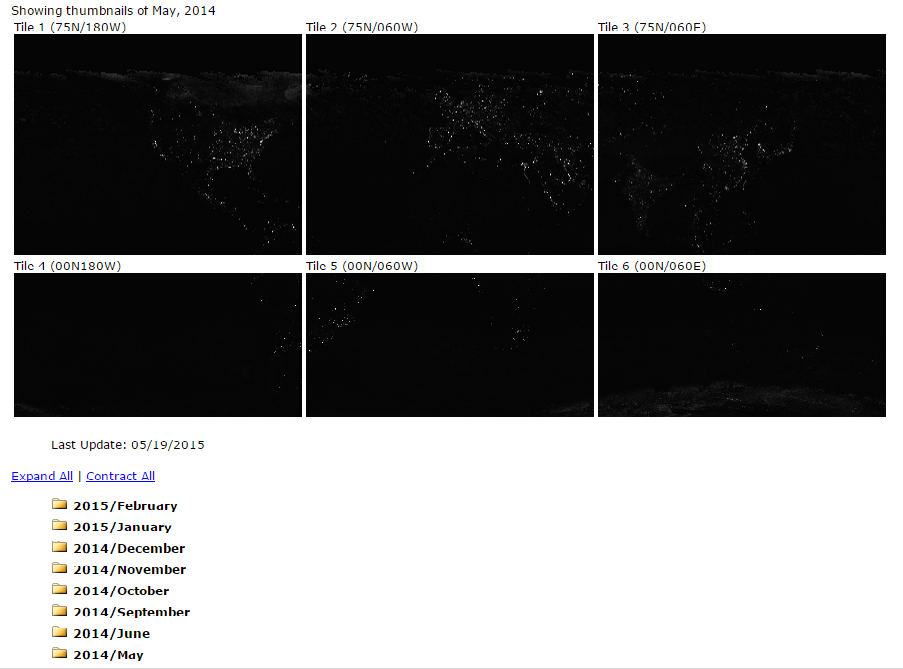 Showing thumbnails of May, 2014
Tile 1 (75N/180W) Tile 2 (75N/060W) Tile 3 (75N/060E)
Tile 4 (00N180W) Tile 5 (00N/060W) Tile 6 (00N/060E)
Last Update: 05/19/2015
Expand All | Contract All
2015/February
2015/January
2014/December
2014/November
2014/October
2014/September
2014/June
2014/May